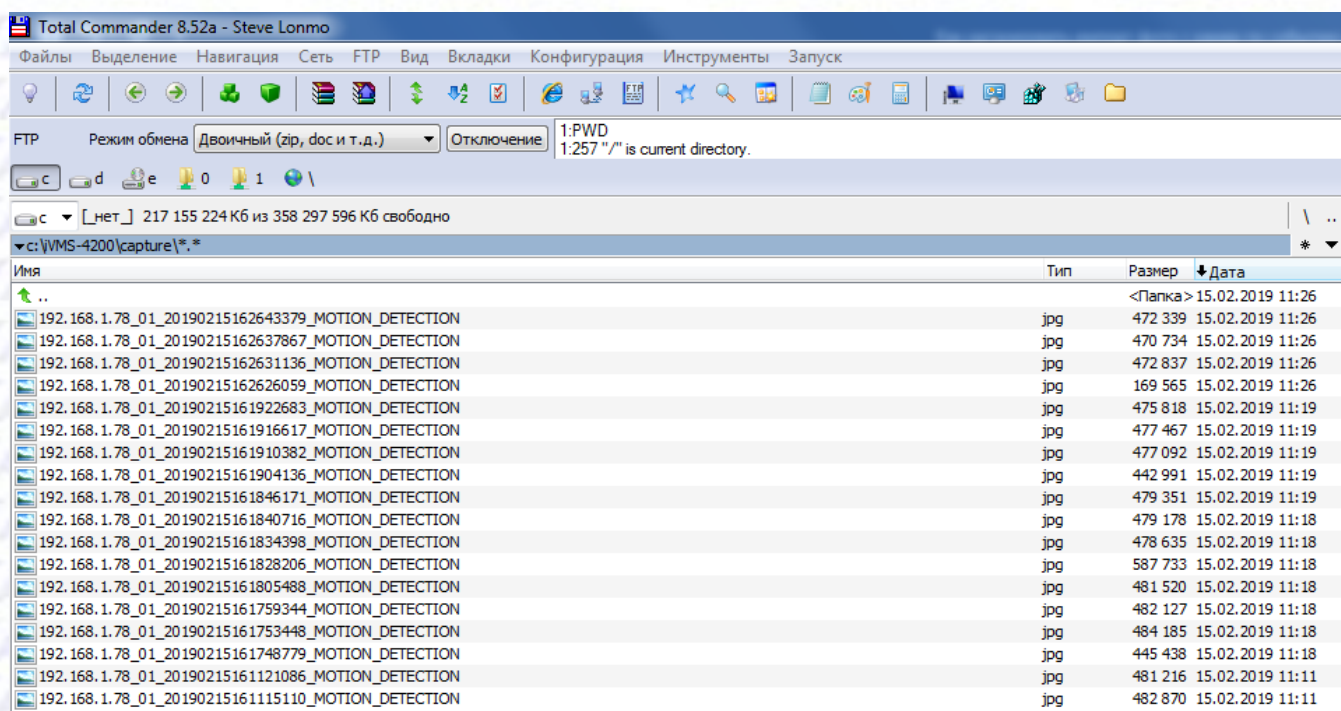 Total Commander 8.52a - Steve Lonmo
Файлы Выделение Навигация Сеть FTP Вид Вкладки Конфигурация Инструменты Запуск
FTP Режим обмена Двоичный (zip, doc и т.д.) Отключение 1:PWD
1:257 "/" is current directory.
c d e 0 1 \
c [_нет_] 217 155 224 Кб из 358 297 596 Кб свободно \ ..
c:\iVMS-4200\capture\*.* *
Имя Тип Размер Дата
.. <Папка> 15.02.2019 11:26
192.168.1.78_01_20190215162643379_MOTION_DETECTION jpg 472 339 15.02.2019 11:26
192.168.1.78_01_20190215162637867_MOTION_DETECTION jpg 470 734 15.02.2019 11:26
192.168.1.78_01_20190215162631136_MOTION_DETECTION jpg 472 837 15.02.2019 11:26
192.168.1.78_01_20190215162626059_MOTION_DETECTION jpg 169 565 15.02.2019 11:26
192.168.1.78_01_20190215161922683_MOTION_DETECTION jpg 475 818 15.02.2019 11:19
192.168.1.78_01_20190215161916617_MOTION_DETECTION jpg 477 467 15.02.2019 11:19
192.168.1.78_01_20190215161910382_MOTION_DETECTION jpg 477 092 15.02.2019 11:19
192.168.1.78_01_20190215161904136_MOTION_DETECTION jpg 442 991 15.02.2019 11:19
192.168.1.78_01_20190215161846171_MOTION_DETECTION jpg 479 351 15.02.2019 11:19
192.168.1.78_01_20190215161840716_MOTION_DETECTION jpg 479 178 15.02.2019 11:18
192.168.1.78_01_20190215161834398_MOTION_DETECTION jpg 478 635 15.02.2019 11:18
192.168.1.78_01_20190215161828206_MOTION_DETECTION jpg 587 733 15.02.2019 11:18
192.168.1.78_01_20190215161805488_MOTION_DETECTION jpg 481 520 15.02.2019 11:18
192.168.1.78_01_20190215161759344_MOTION_DETECTION jpg 482 127 15.02.2019 11:18
192.168.1.78_01_20190215161753448_MOTION_DETECTION jpg 484 185 15.02.2019 11:18
192.168.1.78_01_20190215161748779_MOTION_DETECTION jpg 445 438 15.02.2019 11:18
192.168.1.78_01_20190215161121086_MOTION_DETECTION jpg 481 216 15.02.2019 11:11
192.168.1.78_01_20190215161115110_MOTION_DETECTION jpg 482 870 15.02.2019 11:11